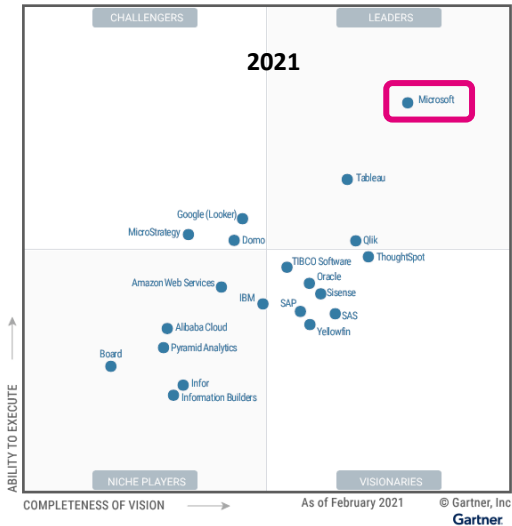 CHALLENGERS
LEADERS
2021
Microsoft
Tableau
Google (Looker)
MicroStrategy
Domo
Qlik
ThoughtSpot
TIBCO Software
Oracle
Amazon Web Services
Sisense
IBM
SAP
SAS
Alibaba Cloud
Yellowfin
Pyramid Analytics
Board
Infor
Information Builders
ABILITY TO EXECUTE
NICHE PLAYERS
VISIONARIES
COMPLETENESS OF VISION
As of February 2021
© Gartner, Inc
Gartner